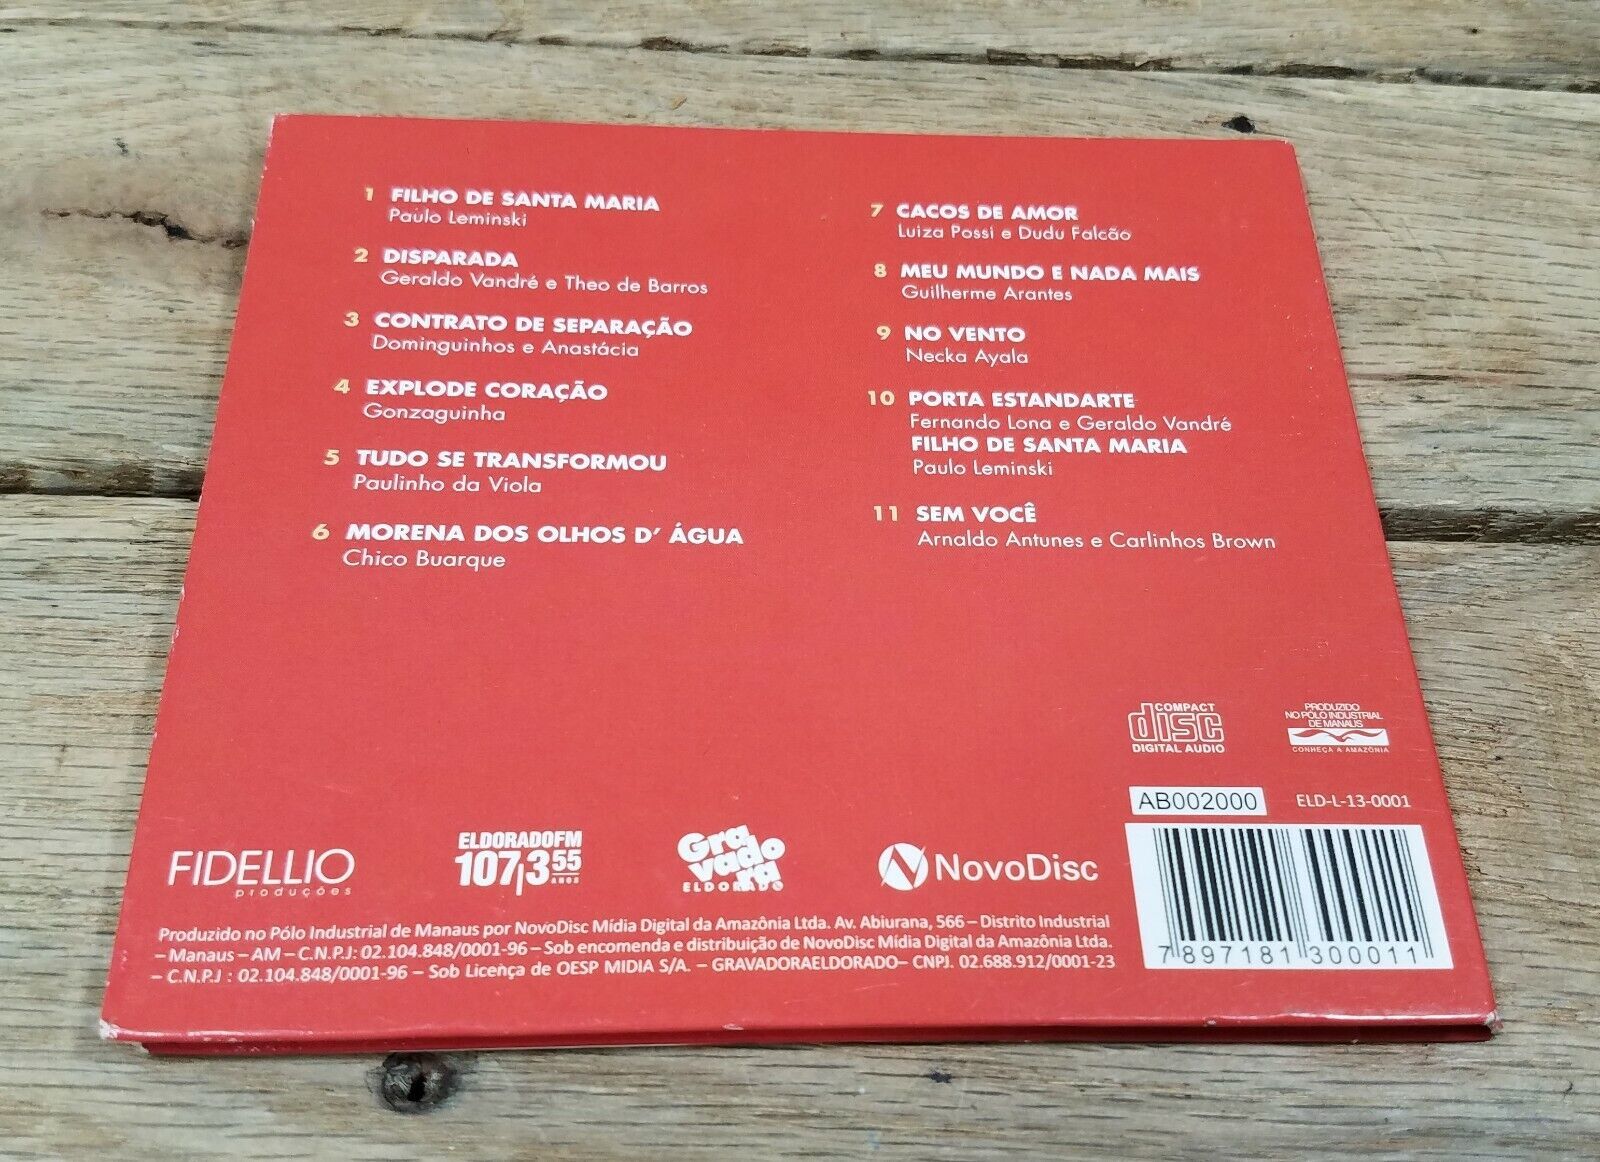 1 FILHO DE SANTA MARIA
Paulo Leminski
2 DISPARADA
Geraldo Vandré e Theo de Barros
3 CONTRATO DE SEPARAÇÃO
Dominguinhos e Anastácia
4 EXPLODE CORAÇÃO
Gonzaguinha
5 TUDO SE TRANSFORMOU
Paulinho da Viola
6 MORENA DOS OLHOS D' ÁGUA
Chico Buarque
7 CACOS DE AMOR
Luiza Possi e Dudu Falcão
8 MEU MUNDO E NADA MAIS
Guilherme Arantes
9 NO VENTO
Necka Ayala
10 PORTA ESTANDARTE
Fernando Lona e Geraldo Vandré
FILHO DE SANTA MARIA
Paulo Leminski
11 SEM VOCÊ
Arnaldo Antunes e Carlinhos Brown
COMPACT
disc
DIGITAL AUDIO
PRODUZIDO
NO PÓLO INDUSTRIAL
DE MANAUS
CONHEÇA A AMAZÔNIA
AB002000 ELD-L-13-0001
FIDELLIO
produções
ELDORADOFM
107,3 55
ANOS
Gra
vado
ra
ELDORADO
NovoDisc
Produzido no Pólo Industrial de Manaus por NovoDisc Mídia Digital da Amazônia Ltda. Av. Abiurana, 566 – Distrito Industrial
– Manaus – AM – C.N.P.J: 02.104.848/0001-96 – Sob encomenda e distribuição de NovoDisc Mídia Digital da Amazônia Ltda.
– C.N.P.J : 02.104.848/0001-96 – Sob Licença de OESP MIDIA S/A. – GRAVADORAELDORADO– CNPJ. 02.688.912/0001-23
7 897181 300011